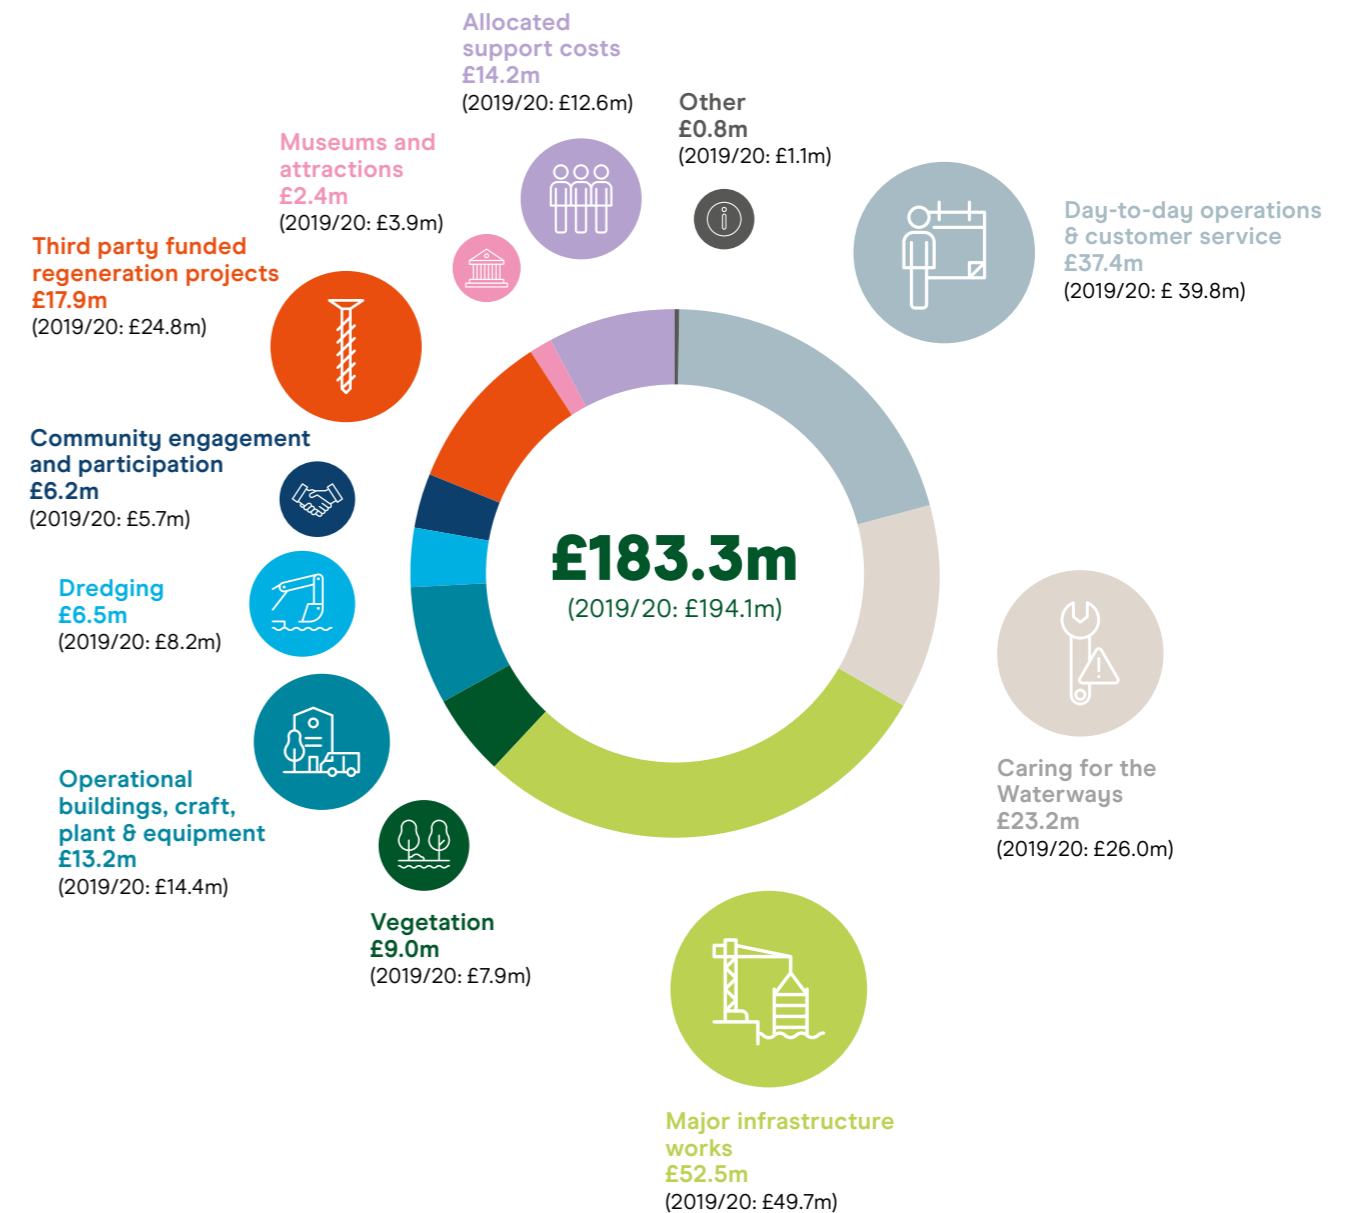 Allocated
support costs
£14.2m
(2019/20: £12.6m)
Other
£0.8m
(2019/20: £1.1m)
Museums and
attractions
£2.4m
(2019/20: £3.9m)
Day-to-day operations
& customer service
£37.4m
(2019/20: £ 39.8m)
Third party funded
regeneration projects
£17.9m
(2019/20: £24.8m)
Community engagement
and participation
£6.2m
(2019/20: £5.7m)
£183.3m
(2019/20: £194.1m)
Dredging
£6.5m
(2019/20: £8.2m)
Operational
buildings, craft,
plant & equipment
£13.2m
(2019/20: £14.4m)
Caring for the
Waterways
£23.2m
(2019/20: £26.0m)
Vegetation
£9.0m
(2019/20: £7.9m)
Major infrastructure
works
£52.5m
(2019/20: £49.7m)